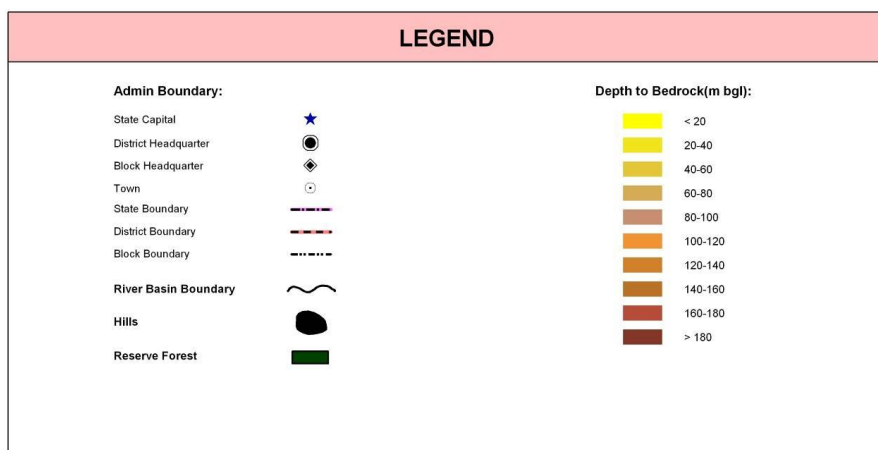 LEGEND
Admin Boundary:
State Capital
District Headquarter
Block Headquarter
Town
State Boundary
District Boundary
Block Boundary
River Basin Boundary
Hills
Reserve Forest
Depth to Bedrock(m bgl):
< 20
20-40
40-60
60-80
80-100
100-120
120-140
140-160
160-180
> 180